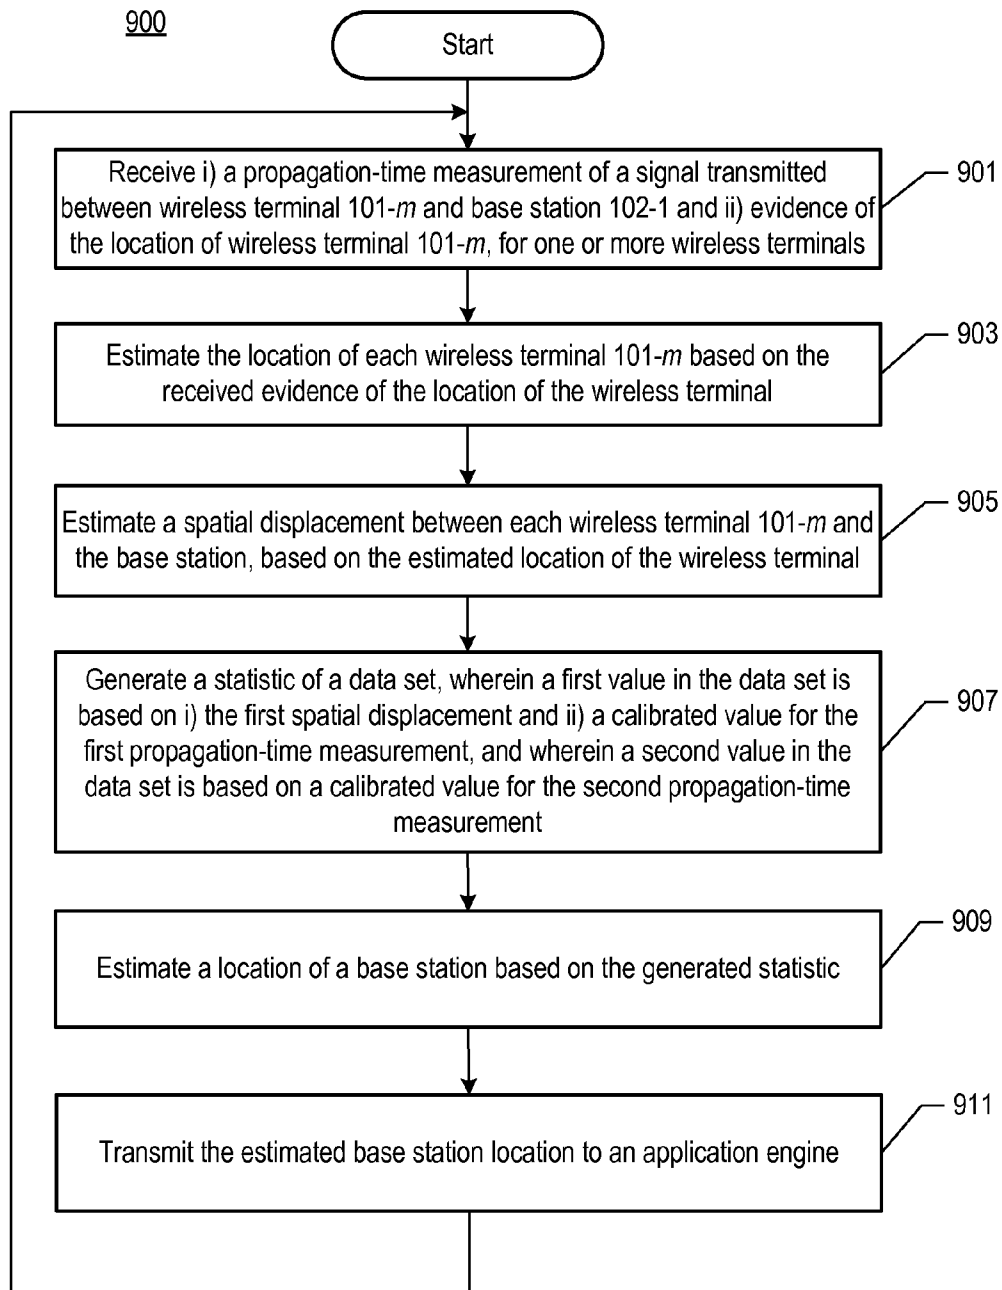 900
Start
Receive i) a propagation-time measurement of a signal transmitted
between wireless terminal 101-m and base station 102-1 and ii) evidence of
the location of wireless terminal 101-m, for one or more wireless terminals
901
Estimate the location of each wireless terminal 101-m based on the
received evidence of the location of the wireless terminal
903
Estimate a spatial displacement between each wireless terminal 101-m and
the base station, based on the estimated location of the wireless terminal
905
Generate a statistic of a data set, wherein a first value in the data set is
based on i) the first spatial displacement and ii) a calibrated value for the
first propagation-time measurement, and wherein a second value in the
data set is based on a calibrated value for the second propagation-time
measurement
907
Estimate a location of a base station based on the generated statistic
909
Transmit the estimated base station location to an application engine
911